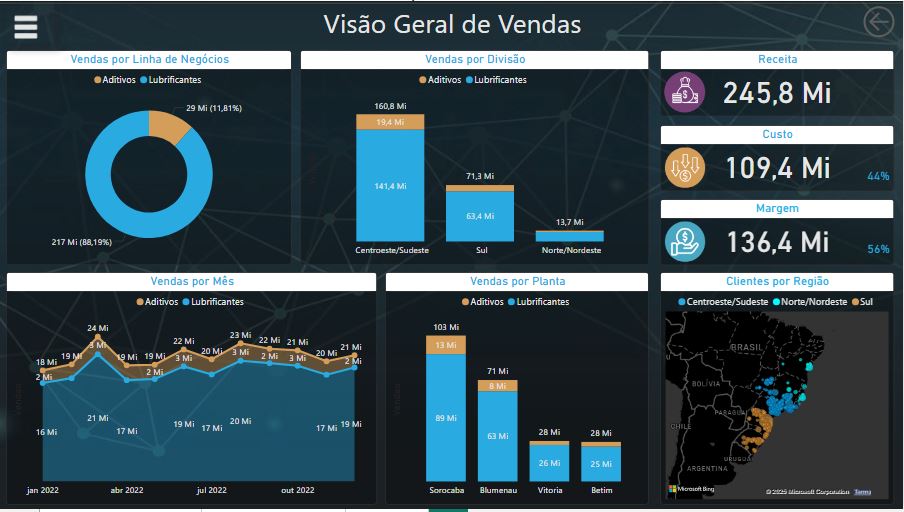 Visão Geral de Vendas
Vendas por Linha de Negócios
Aditivos Lubrificantes
29 Mi (11,81%)
217 Mi (88,19%)
Vendas por Divisão
Aditivos Lubrificantes
160,8 Mi
19,4 Mi
141,4 Mi
71,3 Mi
63,4 Mi
13,7 Mi
Centroeste/Sudeste Sul Norte/Nordeste
Receita
245,8 Mi
Custo
109,4 Mi
44%
Margem
136,4 Mi
56%
Vendas por Mês
Aditivos Lubrificantes
18 Mi 19 Mi 24 Mi 19 Mi 19 Mi 22 Mi 20 Mi 23 Mi 22 Mi 21 Mi 20 Mi 21 Mi
2 Mi 3 Mi 2 Mi 3 Mi 3 Mi 2 Mi 3 Mi 2 Mi
16 Mi 21 Mi 17 Mi 19 Mi 17 Mi 20 Mi 17 Mi 19 Mi
jan 2022 abr 2022 jul 2022 out 2022
Vendas
Vendas por Planta
Aditivos Lubrificantes
103 Mi
13 Mi
89 Mi
71 Mi
8 Mi
63 Mi
28 Mi
26 Mi
28 Mi
25 Mi
Sorocaba Blumenau Vitoria Betim
Vendas
Clientes por Região
Centroeste/Sudeste Norte/Nordeste Sul
BRASIL
BOLÍVIA
PARAGUAI
CHILE
URUGUAI
ARGENTINA
Microsoft Bing
© 2025 Microsoft Corporation Terms